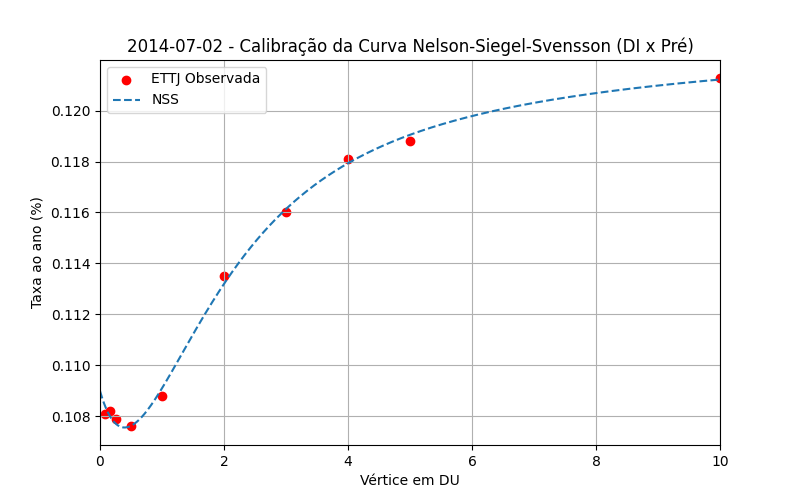 2014-07-02 - Calibração da Curva Nelson-Siegel-Svensson (DI x Pré)
ETTJ Observada
NSS
Taxa ao ano (%)
0.120
0.118
0.116
0.114
0.112
0.110
0.108
0 2 4 6 8 10
Vértice em DU